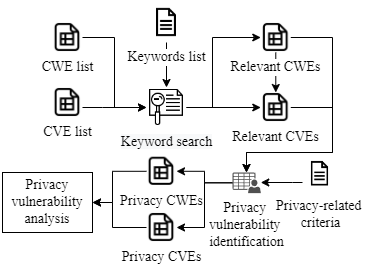 Keywords list
CWE list
Relevant CWEs
CVE list
Keyword search
Relevant CVEs
Privacy CWEs
Privacy
vulnerability
analysis
Privacy
vulnerability
identification
Privacy-related
criteria
Privacy CVEs